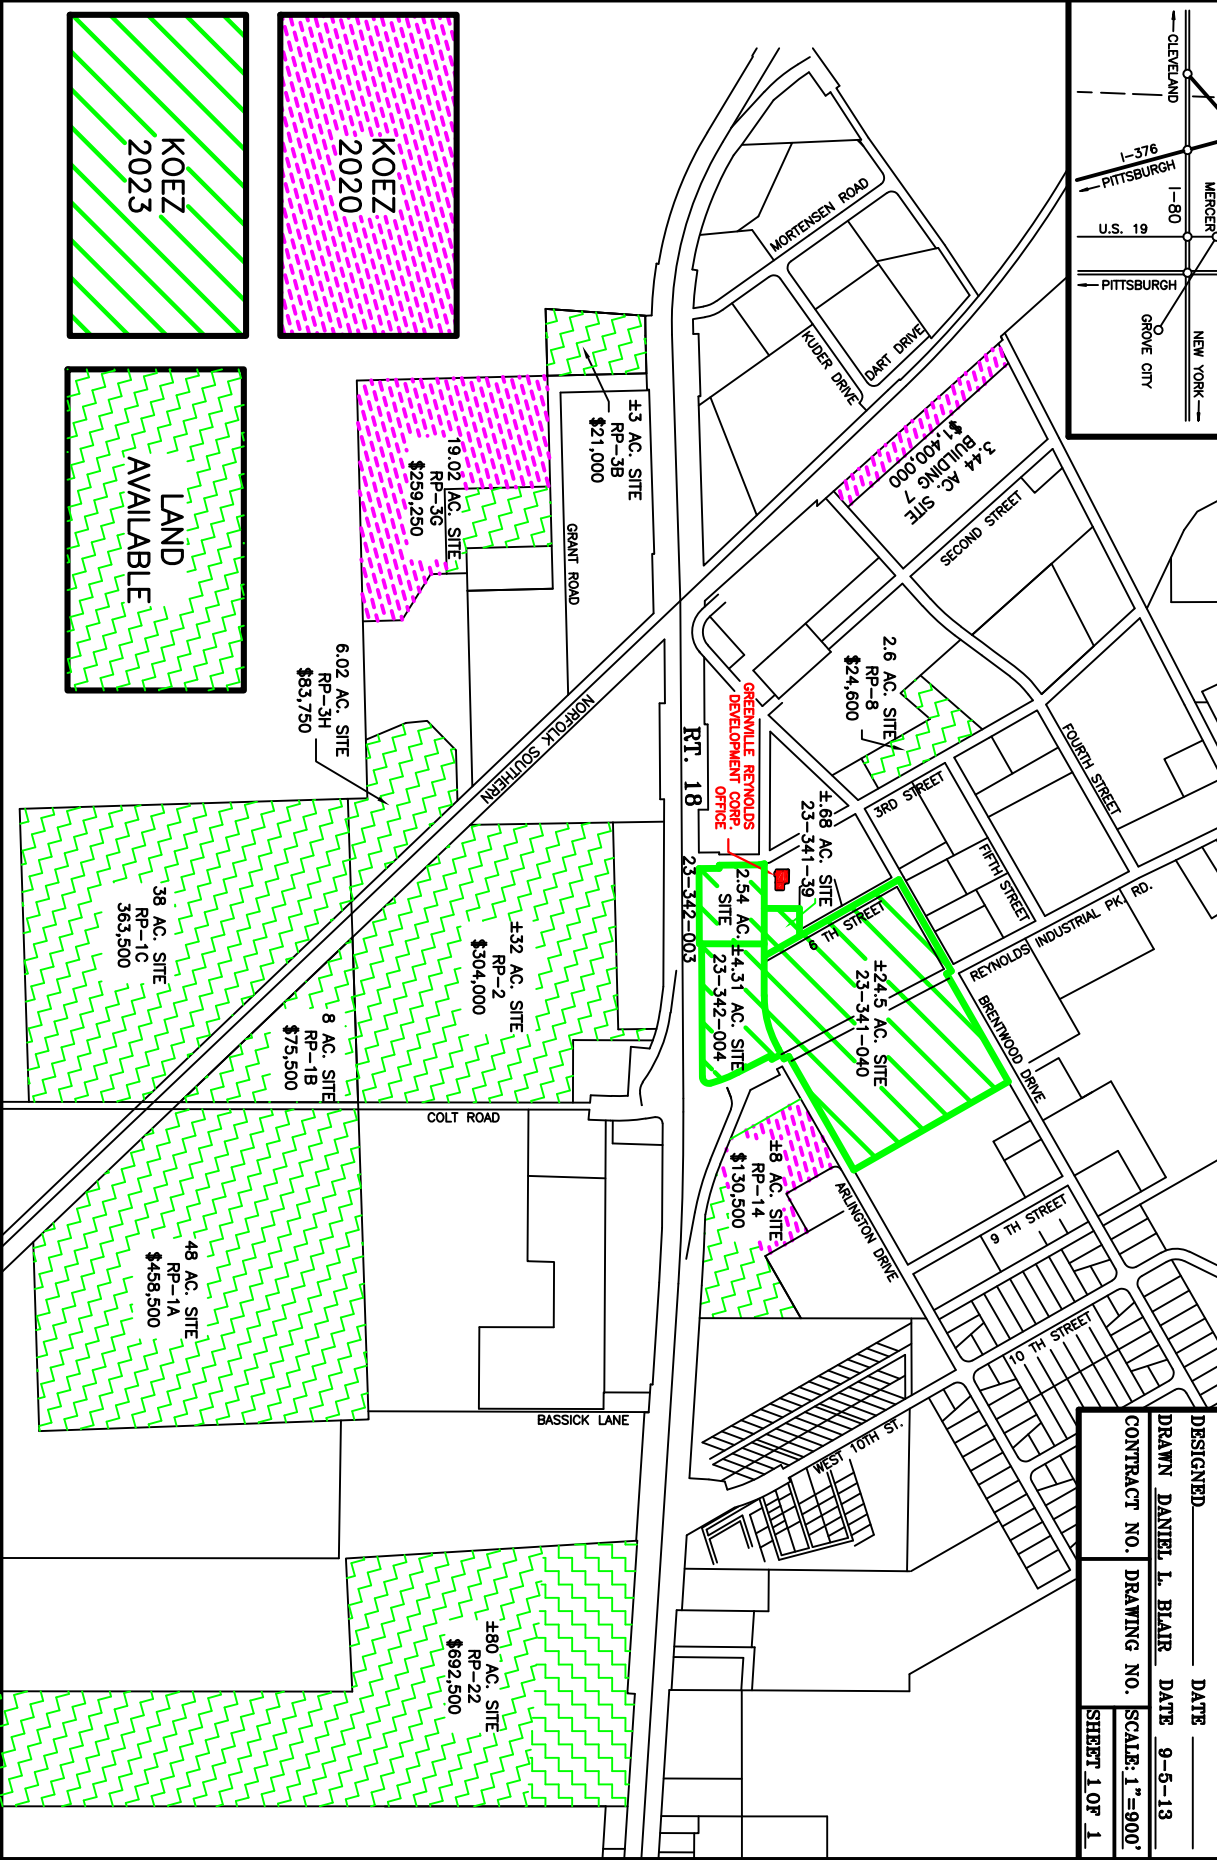 CLEVELAND
I-376
PITTSBURGH
I-80
MERCER
U.S. 19
PITTSBURGH
GROVE CITY
NEW YORK
KOEZ
2020
KOEZ
2023
LAND
AVAILABLE
MORTENSEN ROAD
KUDER DRIVE
DART DRIVE
3.44 AC. SITE
BUILDING 7
$1,400,000
SECOND STREET
±3 AC. SITE
RP-3B
$21,000
19.02 AC. SITE
RP-3G
$259,250
GRANT ROAD
6.02 AC. SITE
RP-3H
$83,750
NORFOLK SOUTHERN
2.6 AC. SITE
RP-8
$24,600
GREENVILLE REYNOLDS
DEVELOPMENT CORP.
OFFICE
RT. 18
3RD STREET
FOURTH STREET
FIFTH STREET
REYNOLDS INDUSTRIAL PK. RD.
±.68 AC. SITE
23-341-39
2.54 AC.
SITE
23-342-003
6 TH STREET
±4.31 AC. SITE
23-342-004
±24.5 AC. SITE
23-341-040
BRENTWOOD DRIVE
38 AC. SITE
RP-1C
363,500
±32 AC. SITE
RP-2
$304,000
8 AC. SITE
RP-1B
$75,500
COLT ROAD
48 AC. SITE
RP-1A
$458,500
±8 AC. SITE
RP-14
$130,500
ARLINGTON DRIVE
9 TH STREET
10 TH STREET
WEST 10TH ST.
BASSICK LANE
±80 AC. SITE
RP-22
$692,500
DESIGNED DATE
DRAWN DANIEL L. BLAIR DATE 9-5-13
CONTRACT NO. DRAWING NO. SCALE: 1"=900'
SHEET 1 OF 1